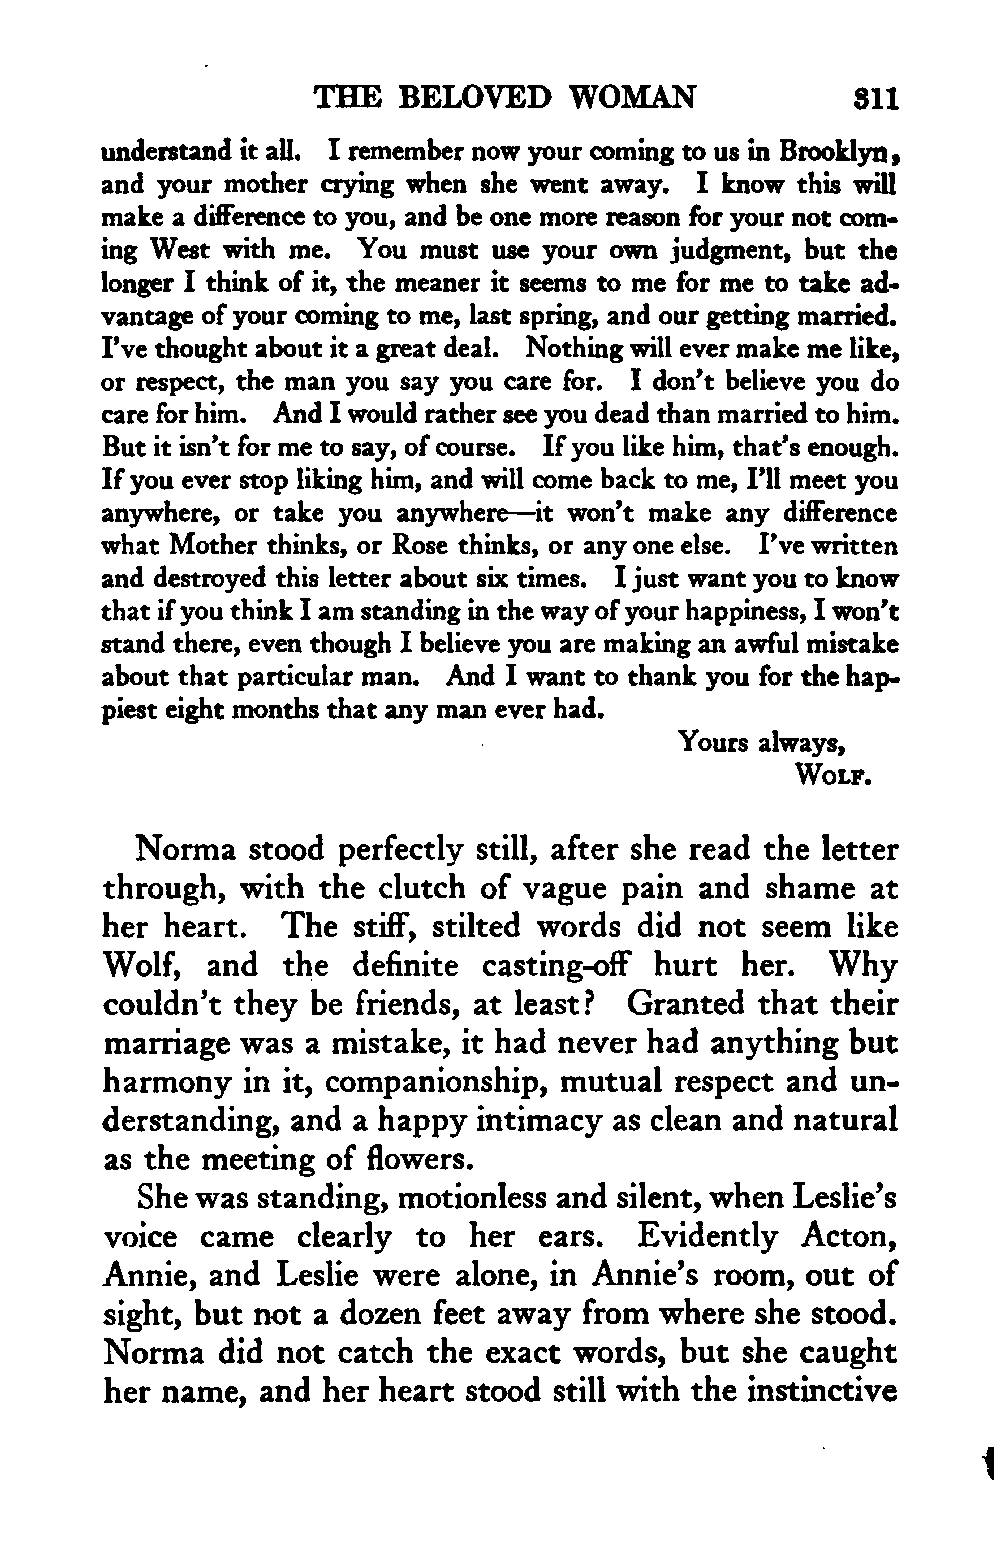 THE BELOVED WOMAN 311
understand it all. I remember now your coming to us in Brooklyn,
and your mother crying when she went away. I know this will
make a difference to you, and be one more reason for your not com-
ing West with me. You must use your own judgment, but the
longer I think of it, the meaner it seems to me for me to take ad-
vantage of your coming to me, last spring, and our getting married.
I've thought about it a great deal. Nothing will ever make me like,
or respect, the man you say you care for. I don't believe you do
care for him. And I would rather see you dead than married to him.
But it isn't for me to say, of course. If you like him, that's enough.
If you ever stop liking him, and will come back to me, I'll meet you
anywhere, or take you anywhere—it won't make any difference
what Mother thinks, or Rose thinks, or any one else. I've written
and destroyed this letter about six times. I just want you to know
that if you think I am standing in the way of your happiness, I won't
stand there, even though I believe you are making an awful mistake
about that particular man. And I want to thank you for the hap-
piest eight months that any man ever had.
Yours always,
WOLF.
Norma stood perfectly still, after she read the letter
through, with the clutch of vague pain and shame at
her heart. The stiff, stilted words did not seem like
Wolf, and the definite casting-off hurt her. Why
couldn't they be friends, at least? Granted that their
marriage was a mistake, it had never had anything but
harmony in it, companionship, mutual respect and un-
derstanding, and a happy intimacy as clean and natural
as the meeting of flowers.
She was standing, motionless and silent, when Leslie's
voice came clearly to her ears. Evidently Acton,
Annie, and Leslie were alone, in Annie's room, out of
sight, but not a dozen feet away from where she stood.
Norma did not catch the exact words, but she caught
her name, and her heart stood still with the instinctive